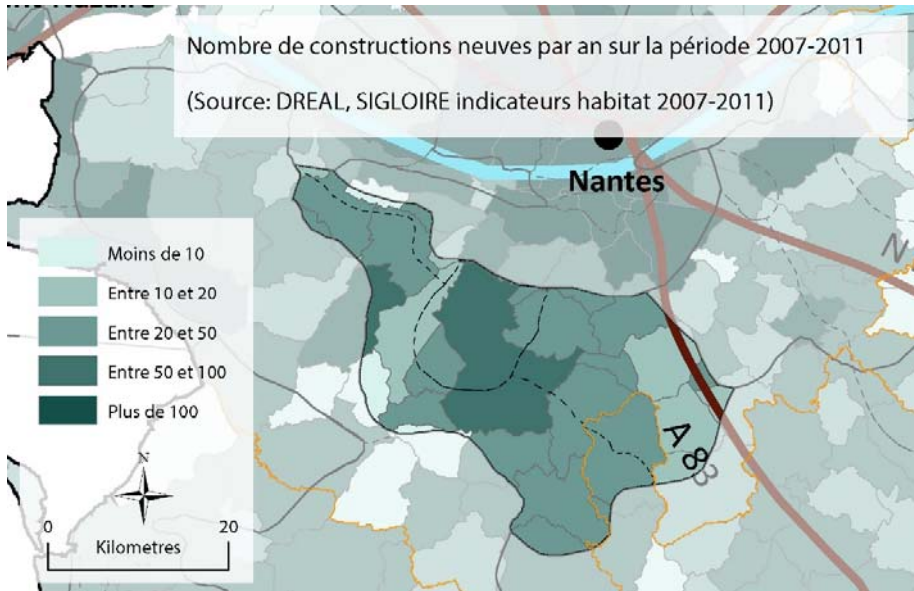 Nombre de constructions neuves par an sur la période 2007-2011
(Source: DREAL, SIGLOIRE indicateurs habitat 2007-2011)
Nantes
N
Moins de 10
Entre 10 et 20
Entre 20 et 50
Entre 50 et 100
Plus de 100
A 83
N
0 20
Kilometres